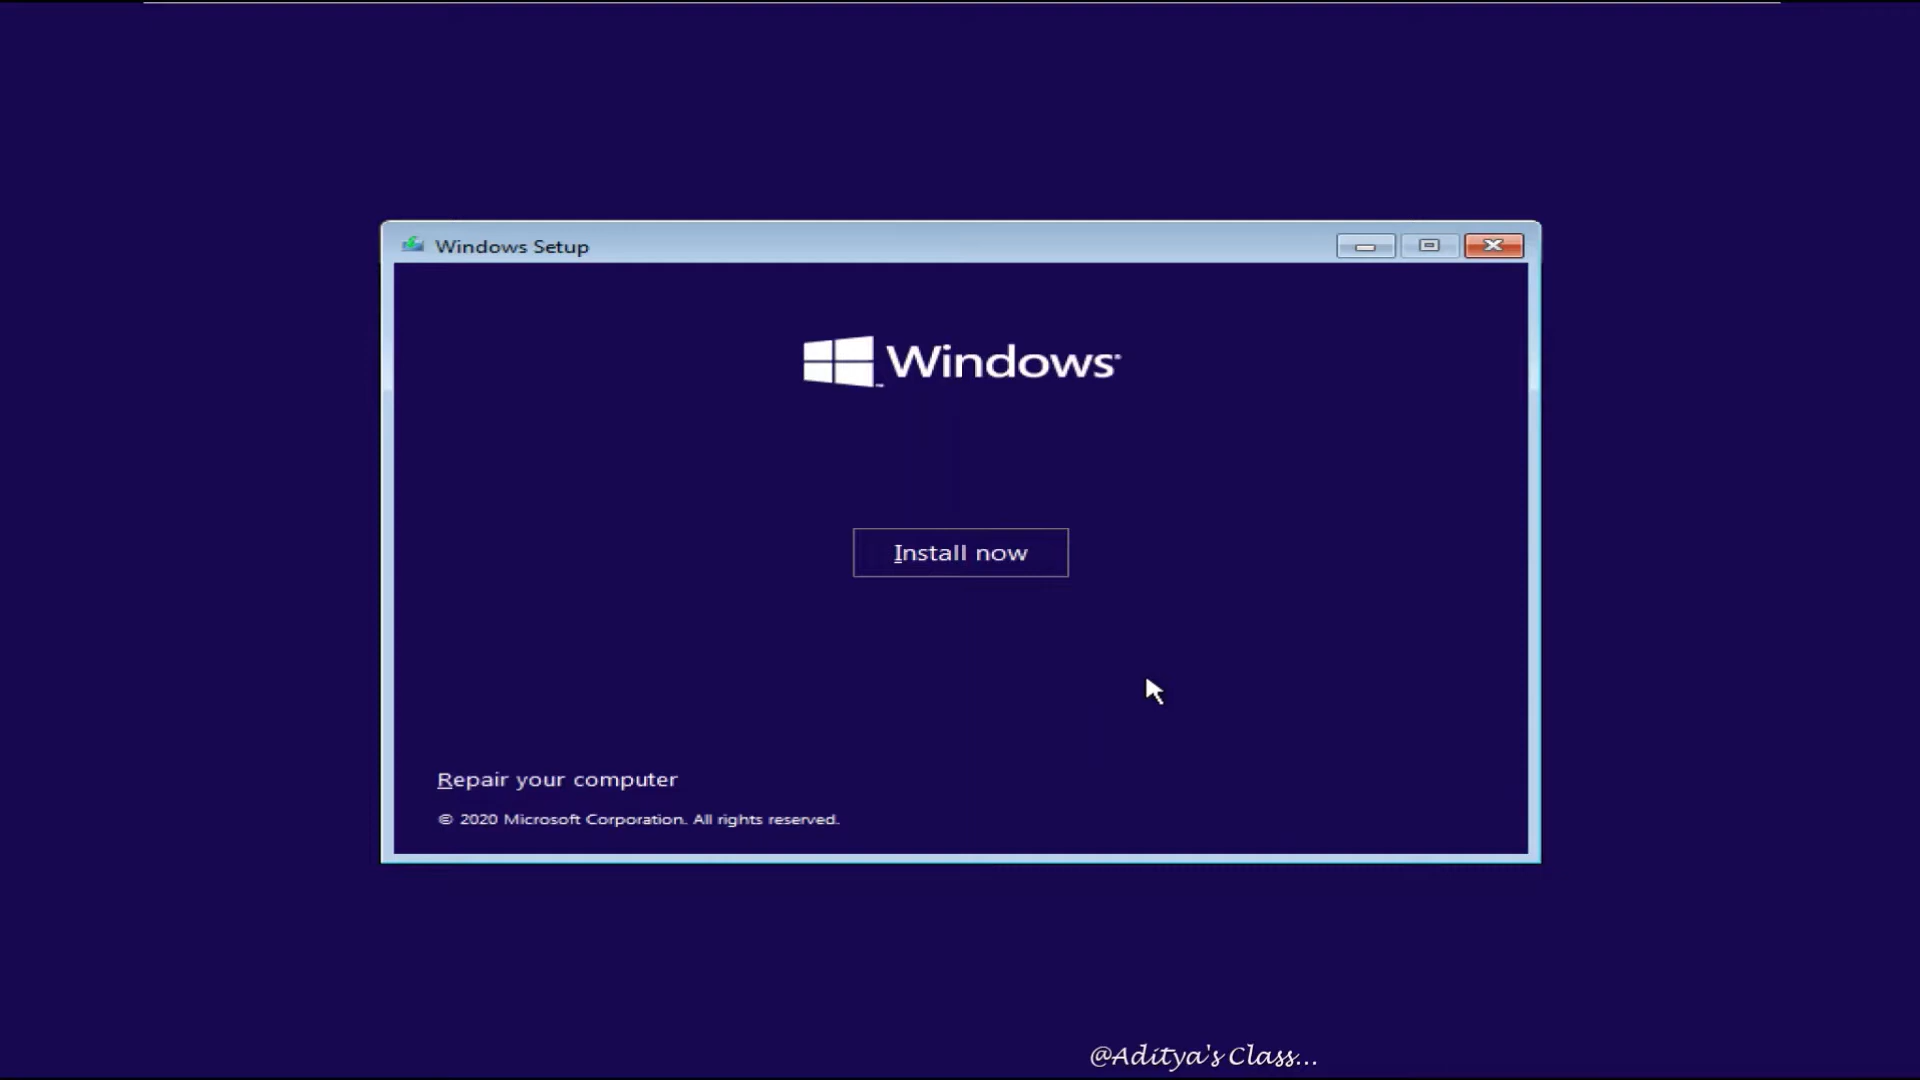 Windows Setup
Windows
Install now
Repair your computer
© 2020 Microsoft Corporation. All rights reserved.
@Aditya's Class...